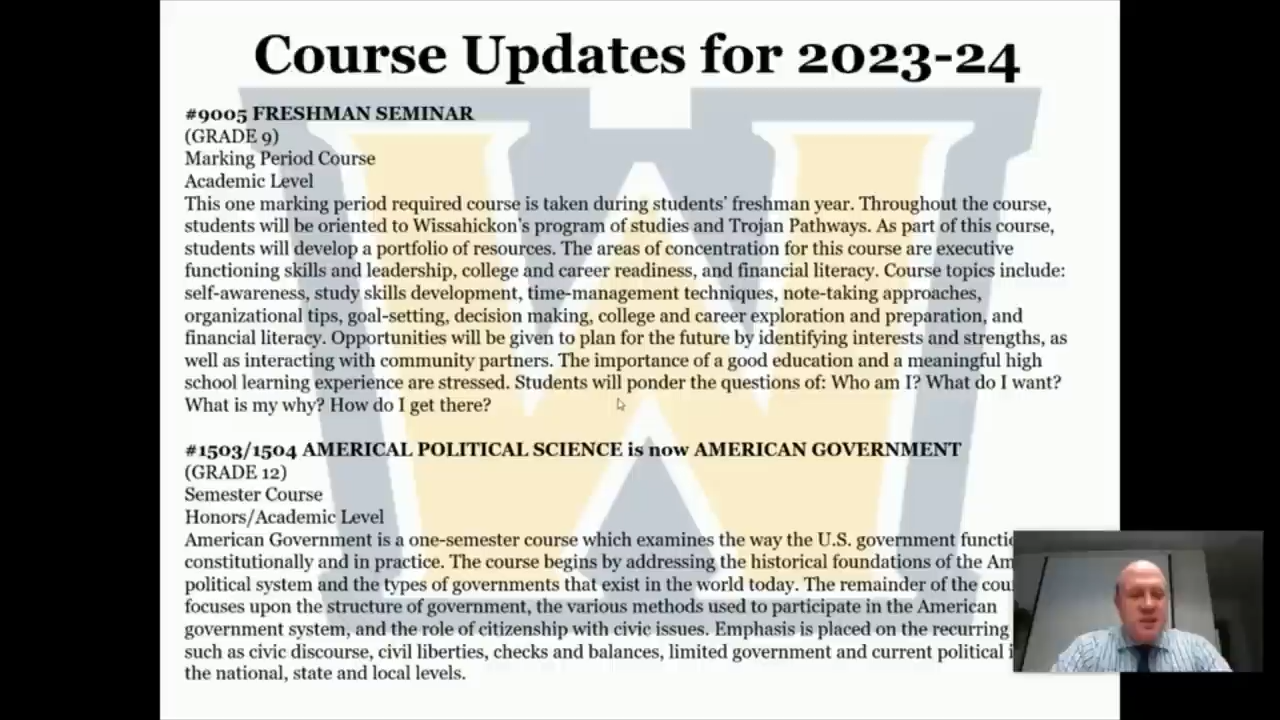 Course Updates for 2023-24
#9005 FRESHMAN SEMINAR
(GRADE 9)
Marking Period Course
Academic Level
This one marking period required course is taken during students' freshman year. Throughout the course,
students will be oriented to Wissahickon's program of studies and Trojan Pathways. As part of this course,
students will develop a portfolio of resources. The areas of concentration for this course are executive
functioning skills and leadership, college and career readiness, and financial literacy. Course topics include:
self-awareness, study skills development, time-management techniques, note-taking approaches,
organizational tips, goal-setting, decision making, college and career exploration and preparation, and
financial literacy. Opportunities will be given to plan for the future by identifying interests and strengths, as
well as interacting with community partners. The importance of a good education and a meaningful high
school learning experience are stressed. Students will ponder the questions of: Who am I? What do I want?
What is my why? How do I get there?
#1503/1504 AMERICAL POLITICAL SCIENCE is now AMERICAN GOVERNMENT
(GRADE 12)
Semester Course
Honors/Academic Level
American Government is a one-semester course which examines the way the U.S. government
constitutionally and in practice. The course begins by addressing the historical foundations of the
political system and the types of governments that exist in the world today. The remainder of the
focuses upon the structure of government, the various methods used to participate in the American
government system, and the role of citizenship with civic issues. Emphasis is placed on the recurring
such as civic discourse, civil liberties, checks and balances, limited government and current political
the national, state and local levels.
W